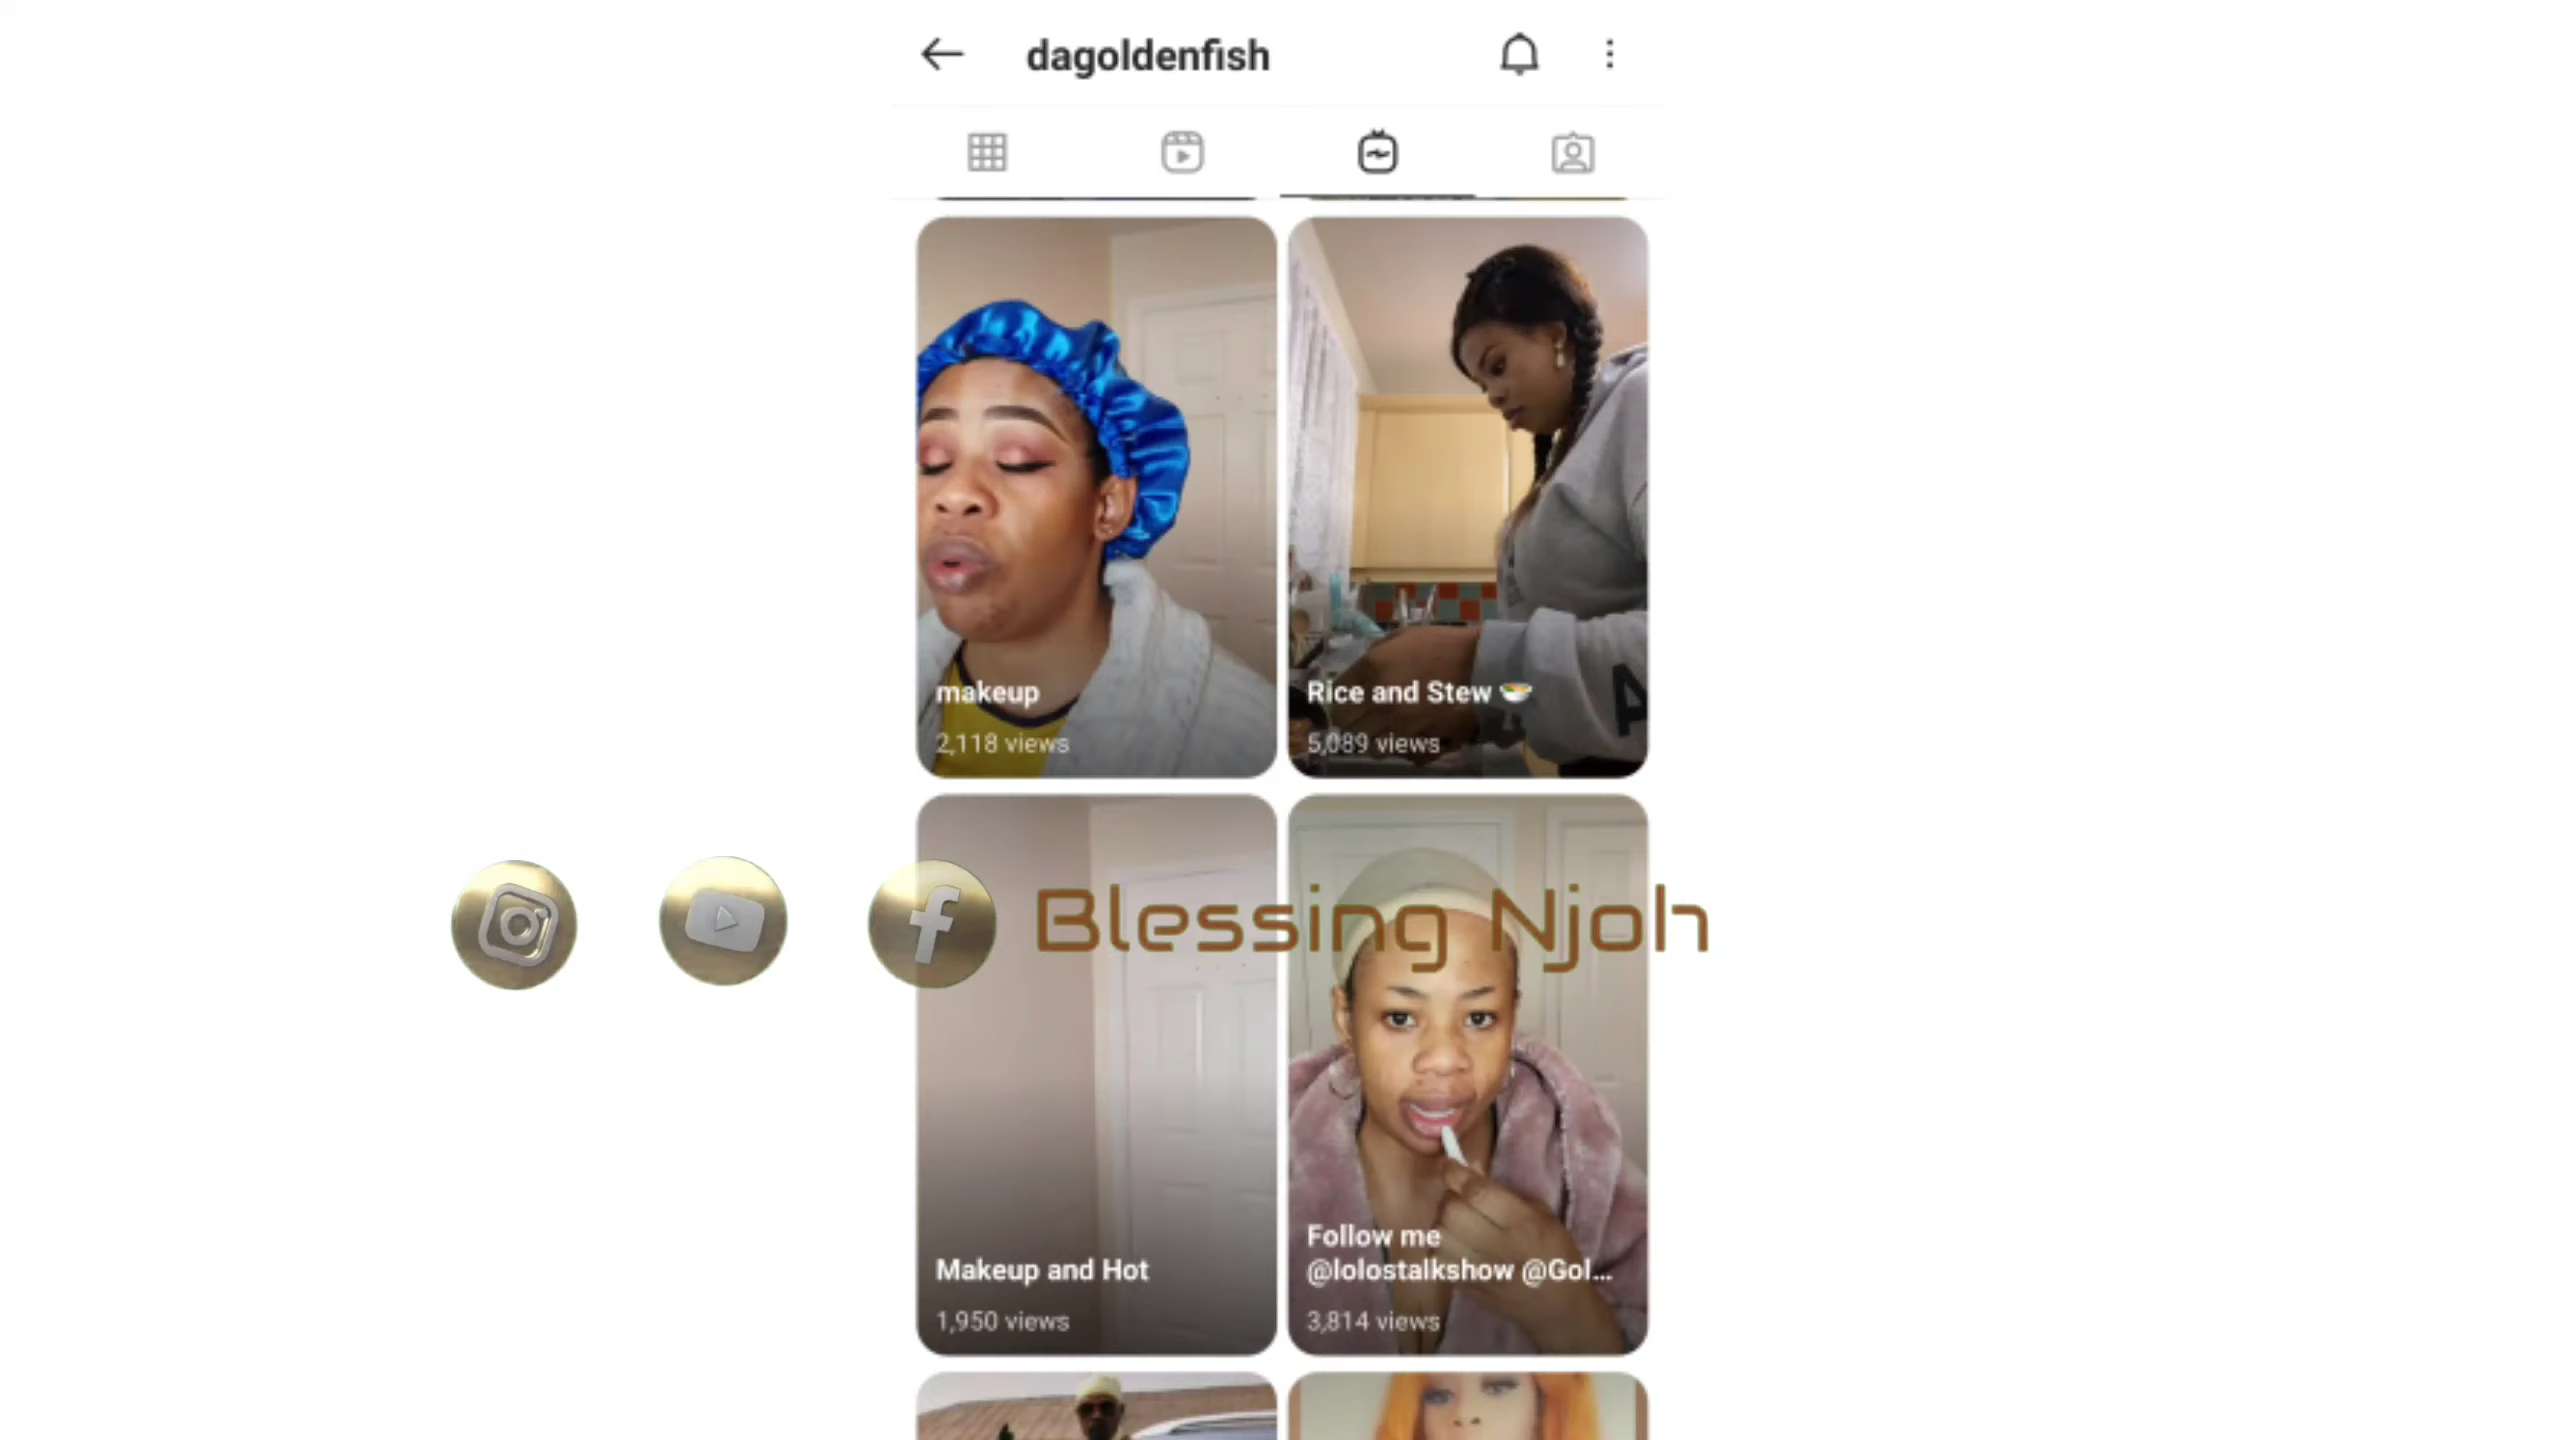 dagoldenfish
makeup
2,118 views
Rice and Stew
5,089 views
Blessing Njoh
Makeup and Hot
1,950 views
Follow me
@lolostalkshow @Gol...
3,814 views